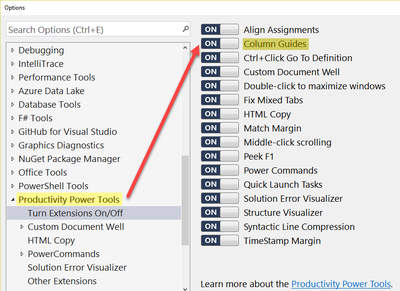 Options
Search Options (Ctrl+E)
Debugging
IntelliTrace
Performance Tools
Azure Data Lake
Database Tools
F# Tools
GitHub for Visual Studio
Graphics Diagnostics
NuGet Package Manager
Office Tools
PowerShell Tools
Productivity Power Tools
Turn Extensions On/Off
Custom Document Well
HTML Copy
PowerCommands
Solution Error Visualizer
Other Extensions
ON Align Assignments
ON Column Guides
ON Ctrl+Click Go To Definition
ON Custom Document Well
ON Double-click to maximize windows
ON Fix Mixed Tabs
ON HTML Copy
ON Match Margin
ON Middle-click scrolling
ON Peek F1
ON Power Commands
ON Quick Launch Tasks
ON Solution Error Visualizer
ON Structure Visualizer
ON Syntactic Line Compression
ON TimeStamp Margin
Learn more about the Productivity Power Tools.